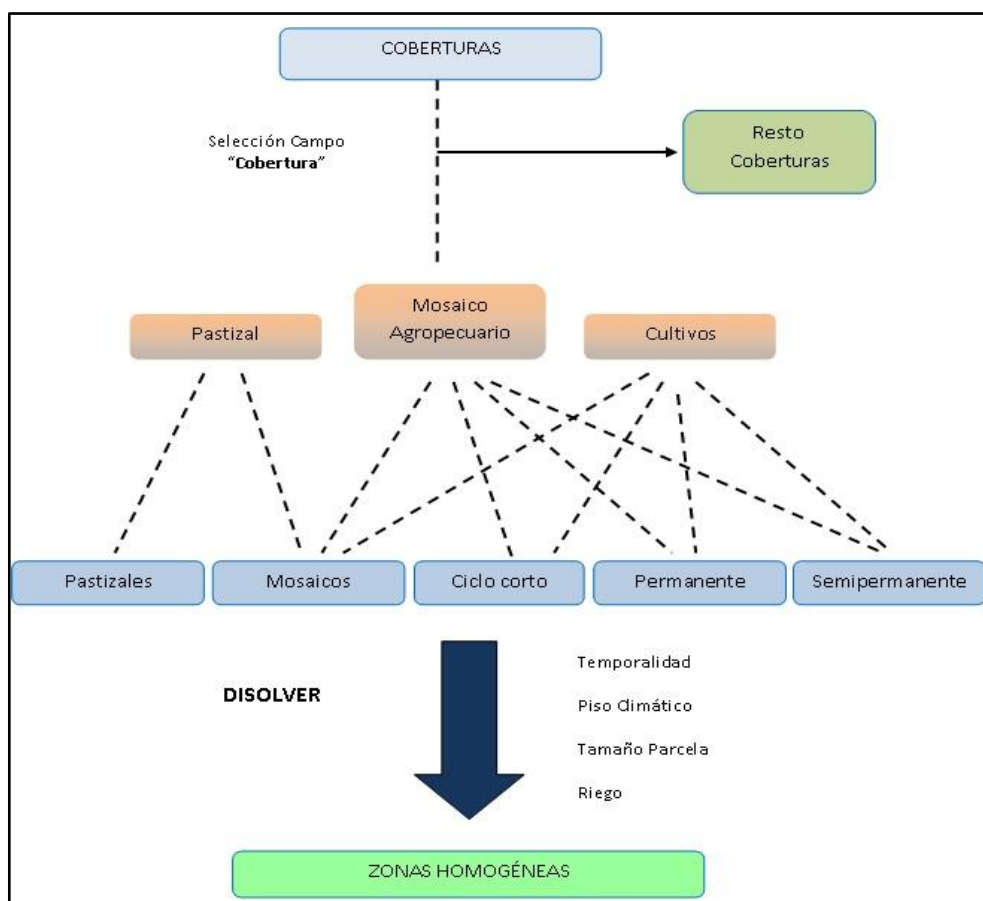 COBERTURAS
Selección Campo
"Cobertura"
Resto
Coberturas
Pastizal
Mosaico
Agropecuario
Cultivos
Pastizales
Mosaicos
Ciclo corto
Permanente
Semipermanente
DISOLVER
Temporalidad
Piso Climático
Tamaño Parcela
Riego
ZONAS HOMOGÉNEAS